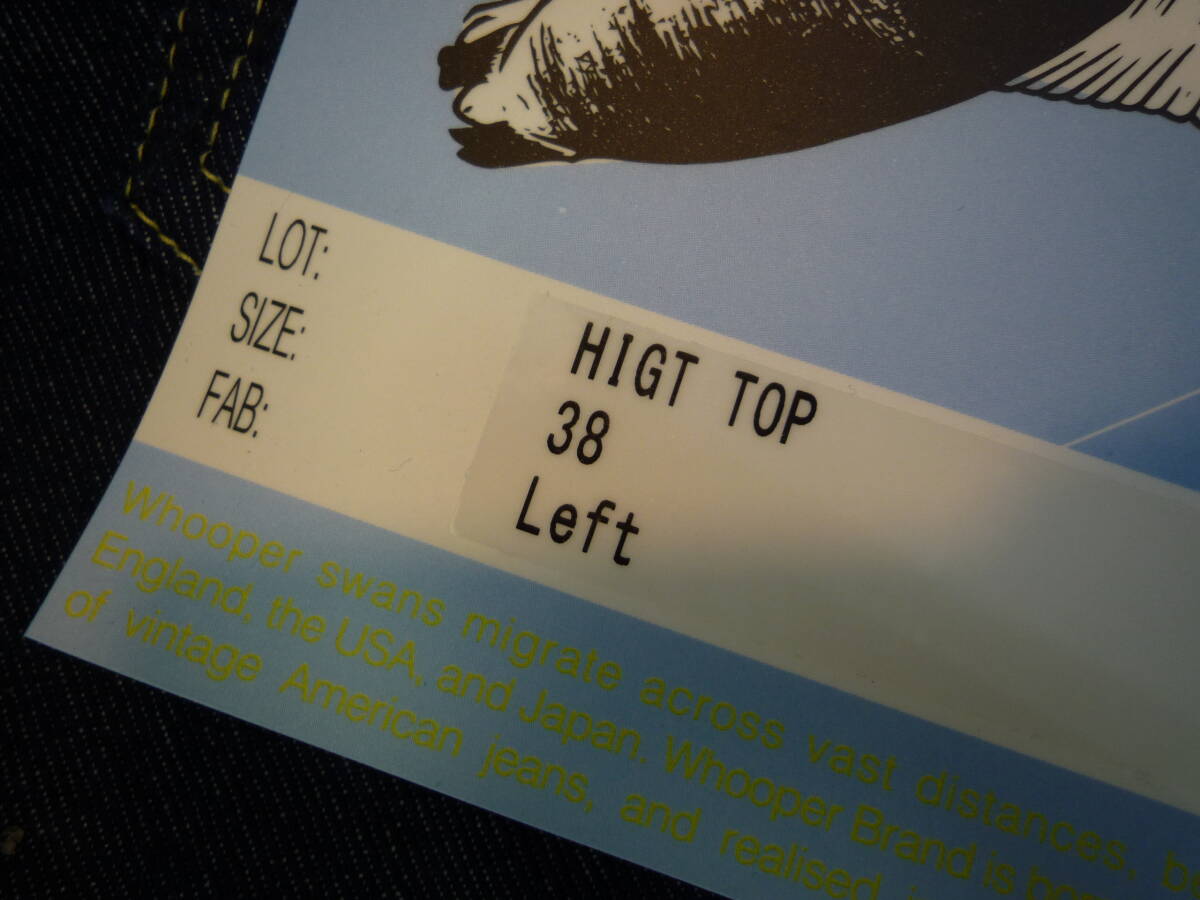 LOT: HIGT TOP
SIZE: 38
FAB: Left
Whooper swans migrate across vast distances,
England, the USA, and Japan. Whooper Brand is
of vintage American jeans, and realised